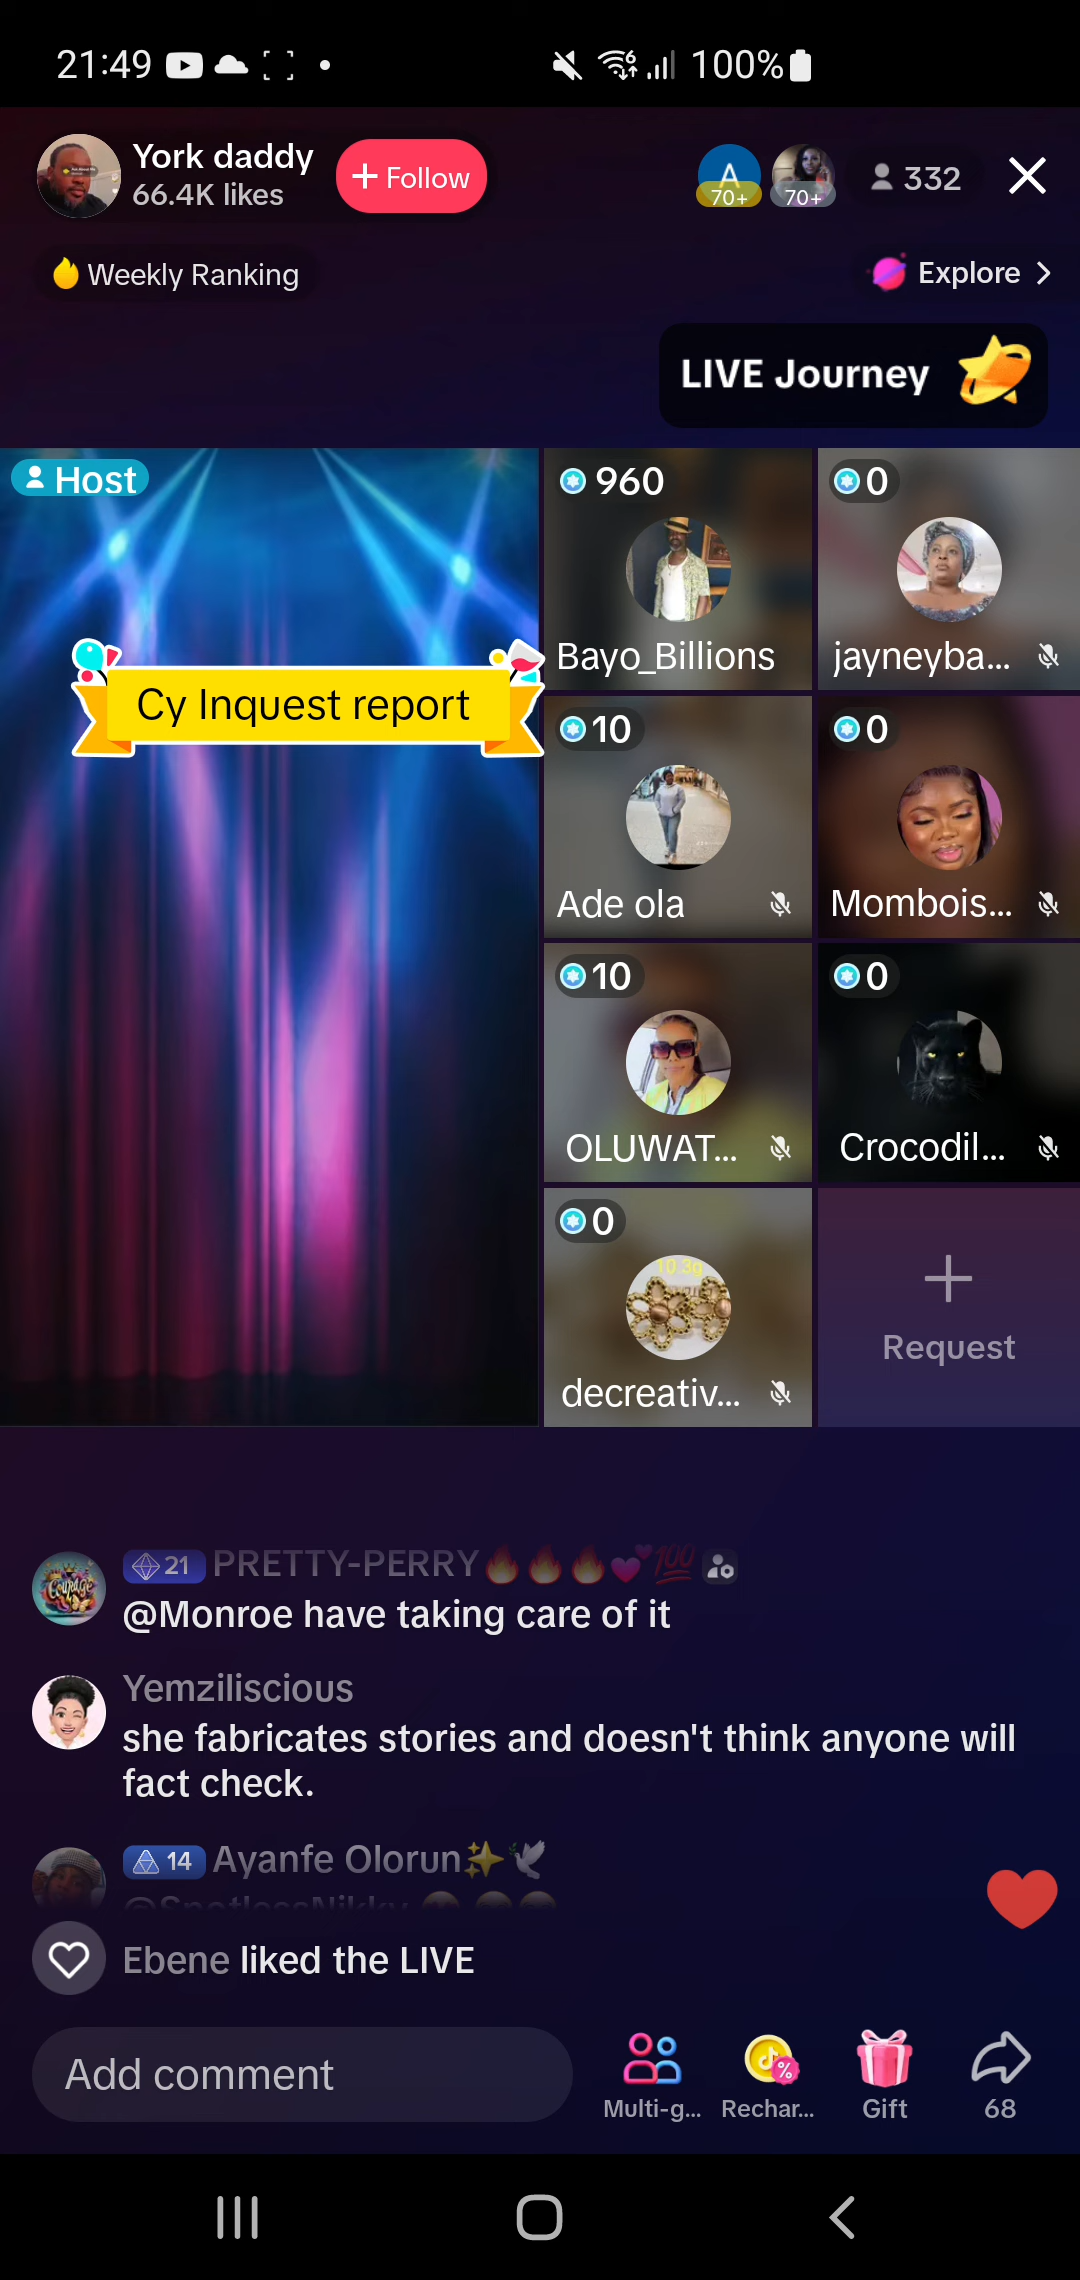 21:49
100%
York daddy
66.4K likes
+ Follow
A
70+
70+
332
Weekly Ranking
Explore
LIVE Journey
Host
Cy Inquest report
960
Bayo_Billions
0
jayneyba...
10
Ade ola
0
Mombois...
10
OLUWAT...
0
Crocodil...
0
10.3g
decreativ...
Request
21 PRETTY-PERRY🔥🔥🔥💕💯
@Monroe have taking care of it
Yemziliscious
she fabricates stories and doesn't think anyone will
fact check.
14 Ayanfe Olorun✨🕊
@SpotlessNikky
Ebene liked the LIVE
Add comment
Multi-g...
Rechar...
Gift
68